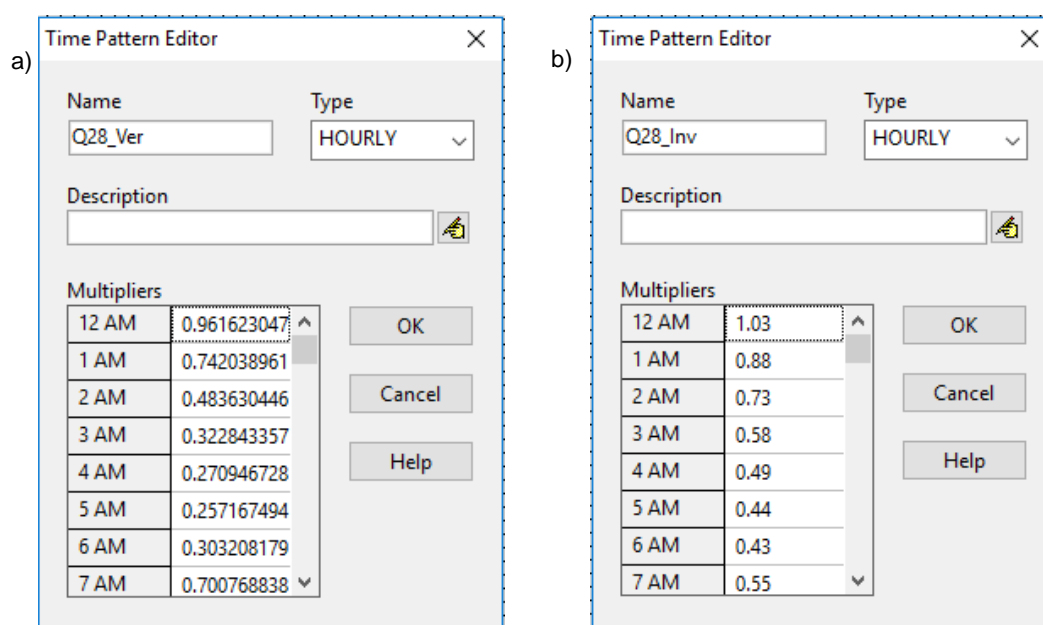 a)
Time Pattern Editor
Name Type
Q28_Ver HOURLY
Description
Multipliers
12 AM 0.961623047 OK
1 AM 0.742038961
2 AM 0.483630446 Cancel
3 AM 0.322843357
4 AM 0.270946728 Help
5 AM 0.257167494
6 AM 0.303208179
7 AM 0.700768838
b)
Time Pattern Editor
Name Type
Q28_Inv HOURLY
Description
Multipliers
12 AM 1.03 OK
1 AM 0.88
2 AM 0.73 Cancel
3 AM 0.58
4 AM 0.49 Help
5 AM 0.44
6 AM 0.43
7 AM 0.55